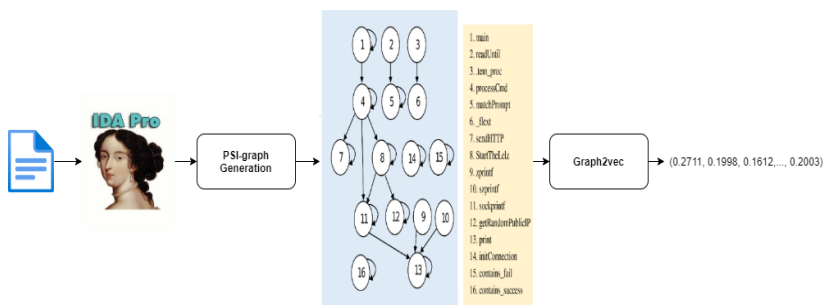 IDA Pro
PSI-graph
Generation
1
2
3
4
5
6
7
8
14
15
11
12
9
10
16
13
1. main
2. readUntil
3. .tem_proc
4. processCmd
5. matchPrompt
6. _flext
7. sendHTTP
8. StartTheLelz
9. zprintf
10. szprintf
11. sockprintf
12. getRandomPublicIP
13. print
14. initConnection
15. contains_fail
16. contains_success
Graph2vec
(0.2711, 0.1998, 0.1612,..., 0.2003)